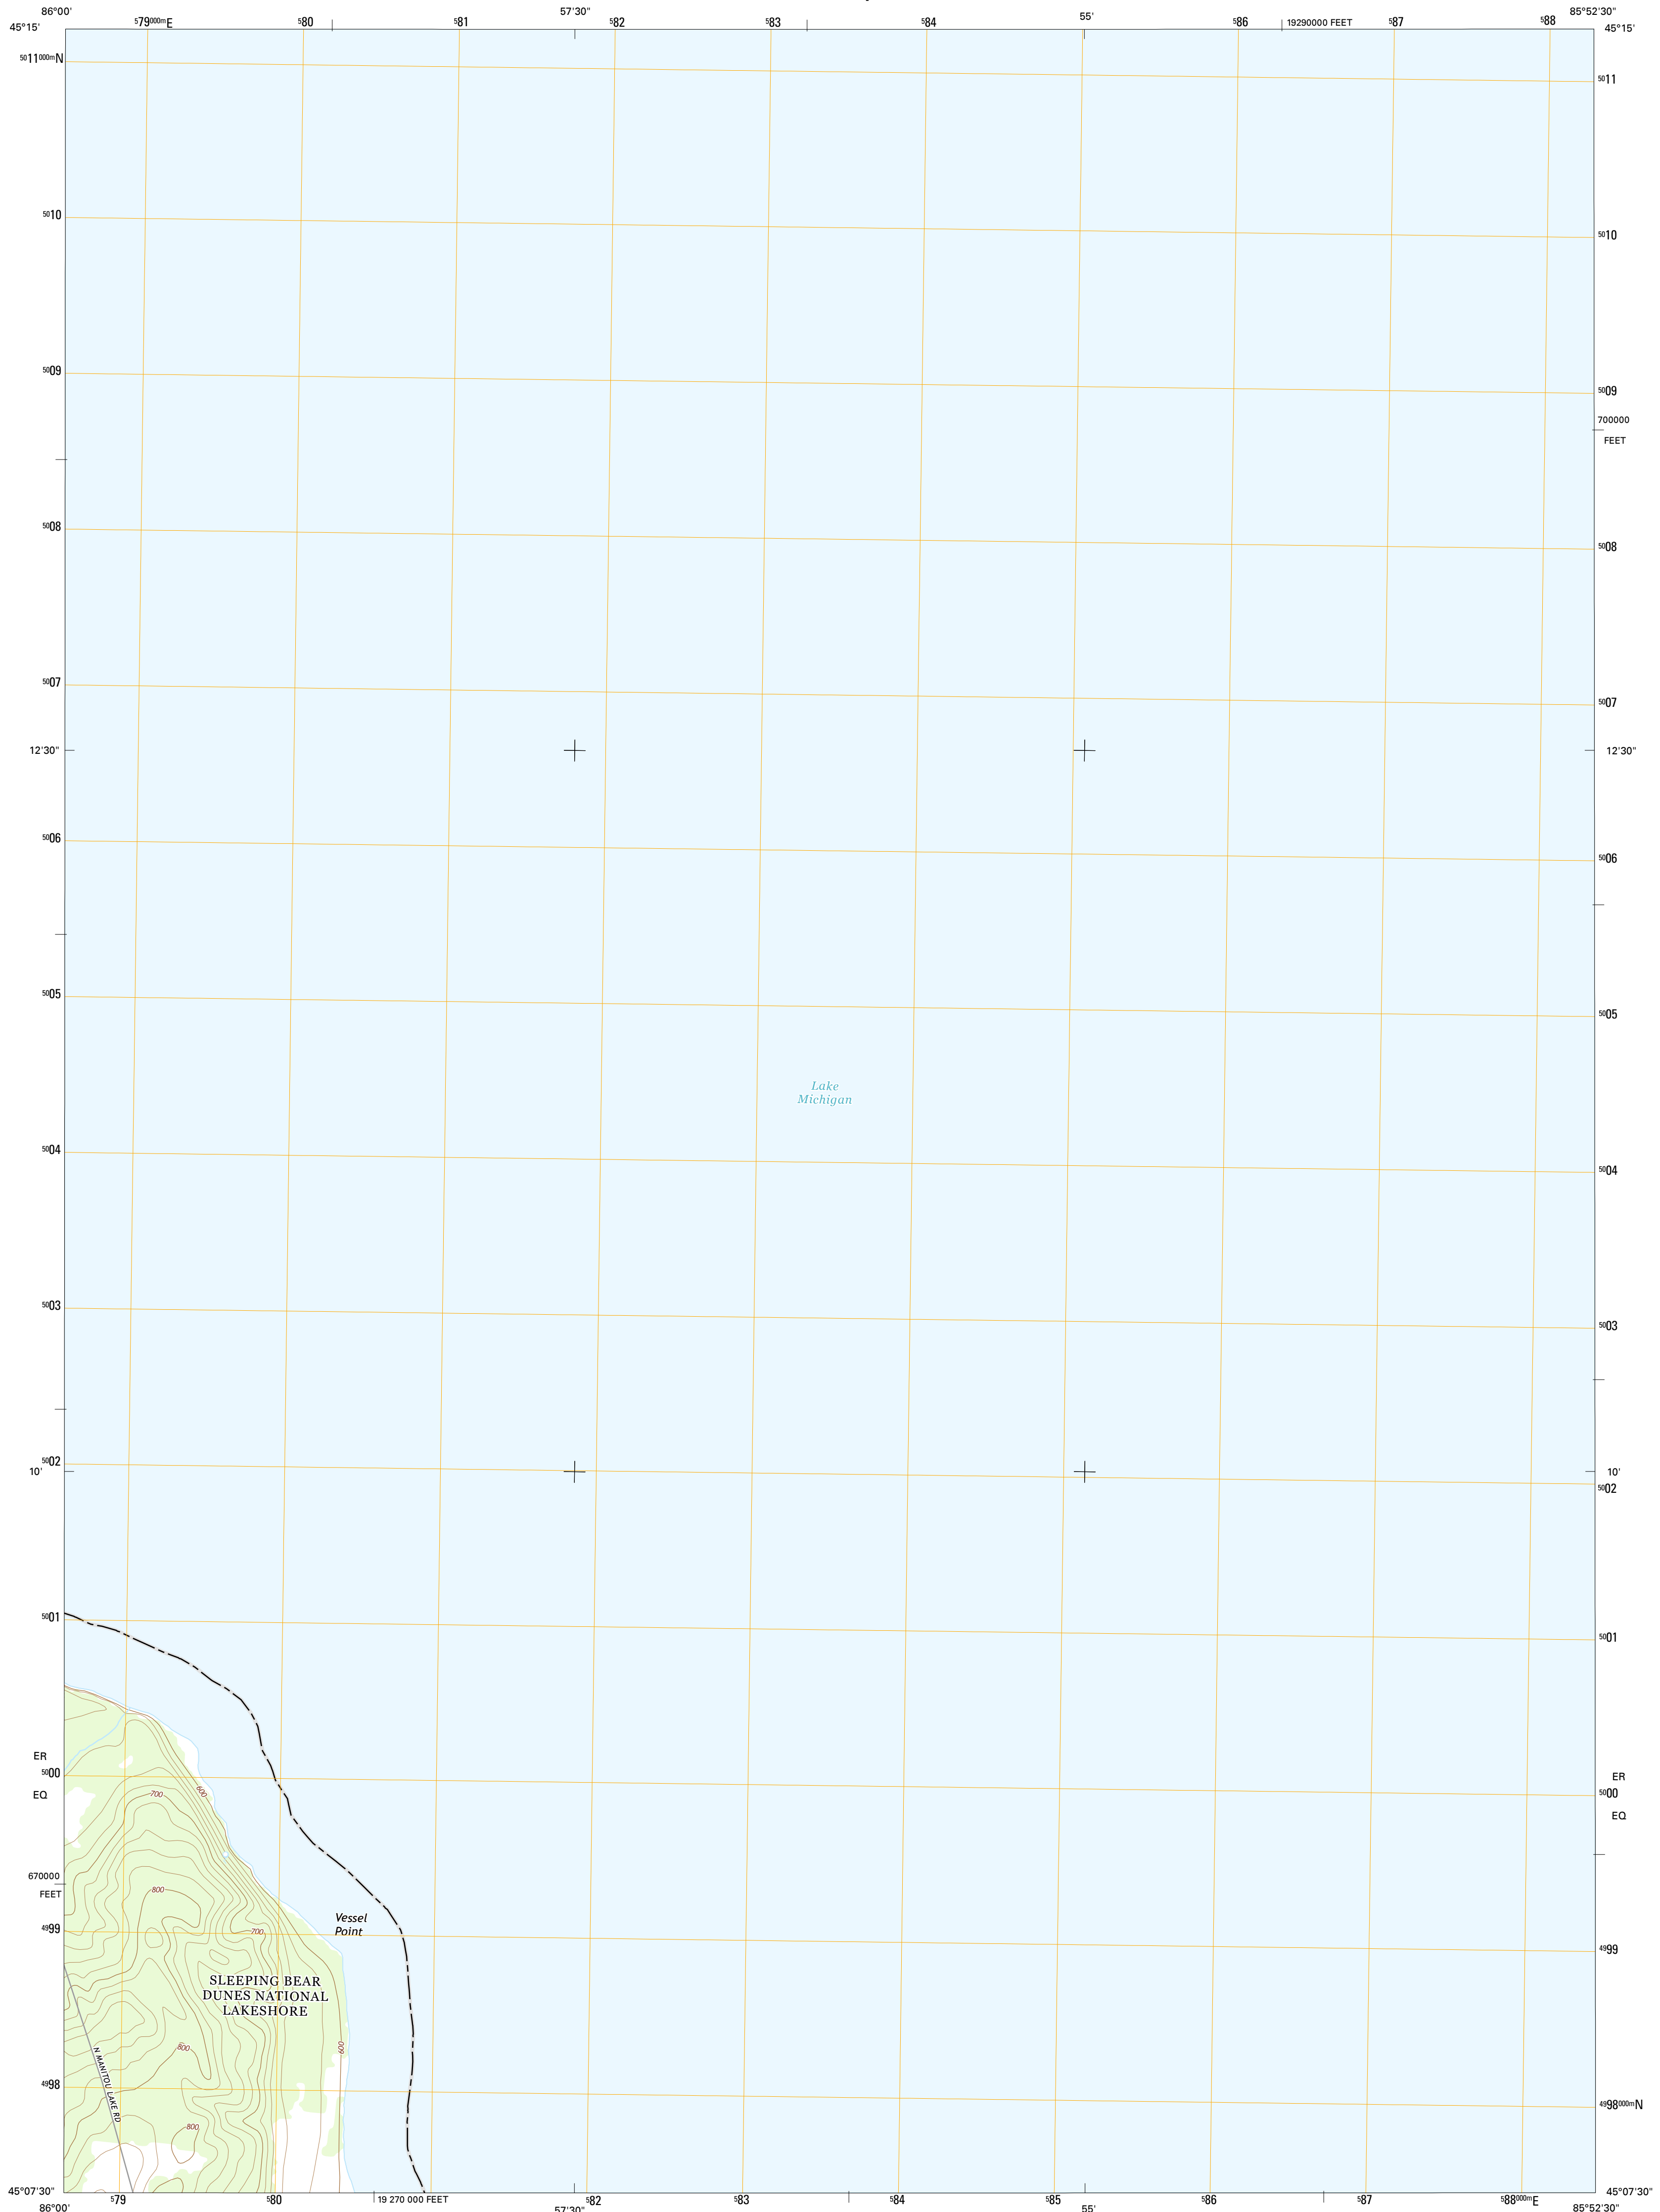 86°00' 579000mE 580 581 57'30" 582 583 584 55' 586 19290000 FEET 587 588 85°52'30"
45°15' 45°15'
5011000mN 5011
5010 5010
5009 5009
700000
FEET
5008 5008
5007 5007
12'30" 12'30"
5006 5006
5005 5005
Lake
Michigan
5004 5004
5003 5003
5002
10' 10'
5002
5001 5001
ER ER
5000 5000
EQ EQ
600
700
670000
FEET
800
Vessel
Point
4999 4999
700
SLEEPING BEAR
DUNES NATIONAL
LAKESHORE
600
800
N MANITOU LAKE RD
4998 4998000mN
800
45°07'30" 45°07'30"
86°00' 579 580 19 270 000 FEET 57'30" 582 583 584 585 55' 586 587 588000mE 85°52'30"